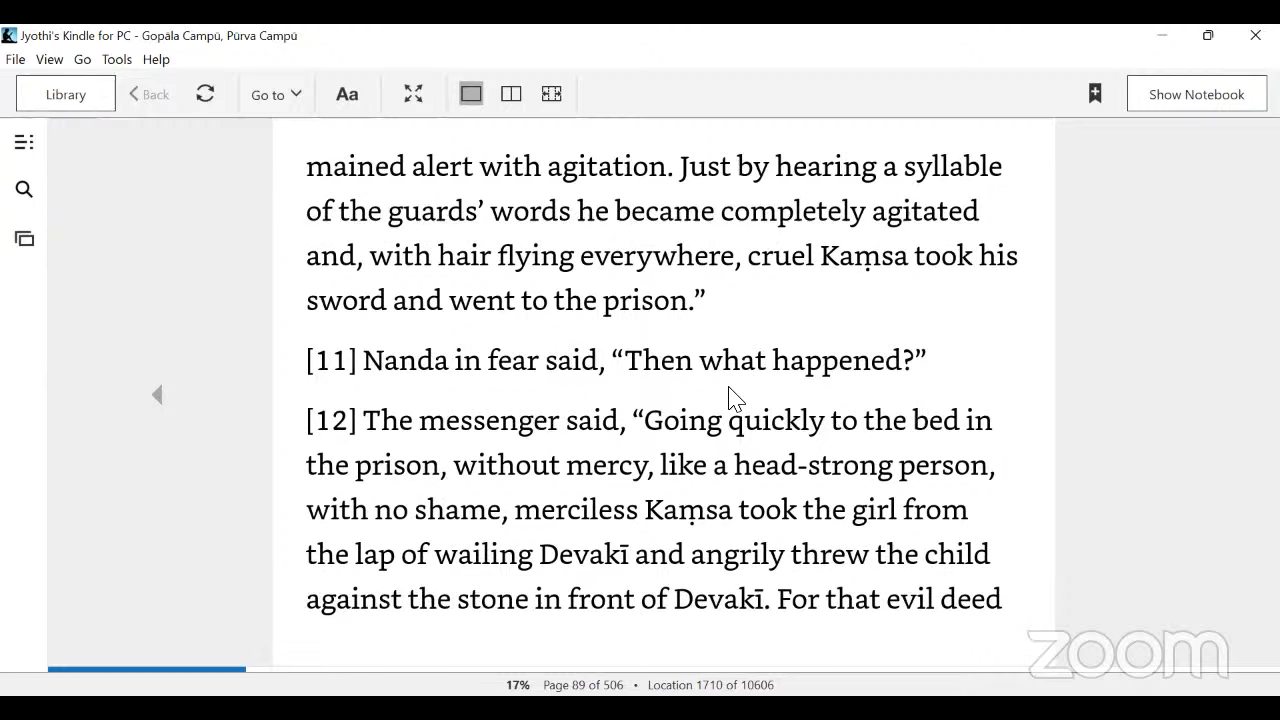 Jyothi's Kindle for PC - Gopāla Campū, Pūrva Campū
File View Go Tools Help
Library Back Go to Aa Show Notebook
mained alert with agitation. Just by hearing a syllable
of the guards’ words he became completely agitated
and, with hair flying everywhere, cruel Kaṃsa took his
sword and went to the prison.”
[11] Nanda in fear said, “Then what happened?”
[12] The messenger said, “Going quickly to the bed in
the prison, without mercy, like a head-strong person,
with no shame, merciless Kaṃsa took the girl from
the lap of wailing Devakī and angrily threw the child
against the stone in front of Devakī. For that evil deed
zoom
17% Page 89 of 506 • Location 1710 of 10606